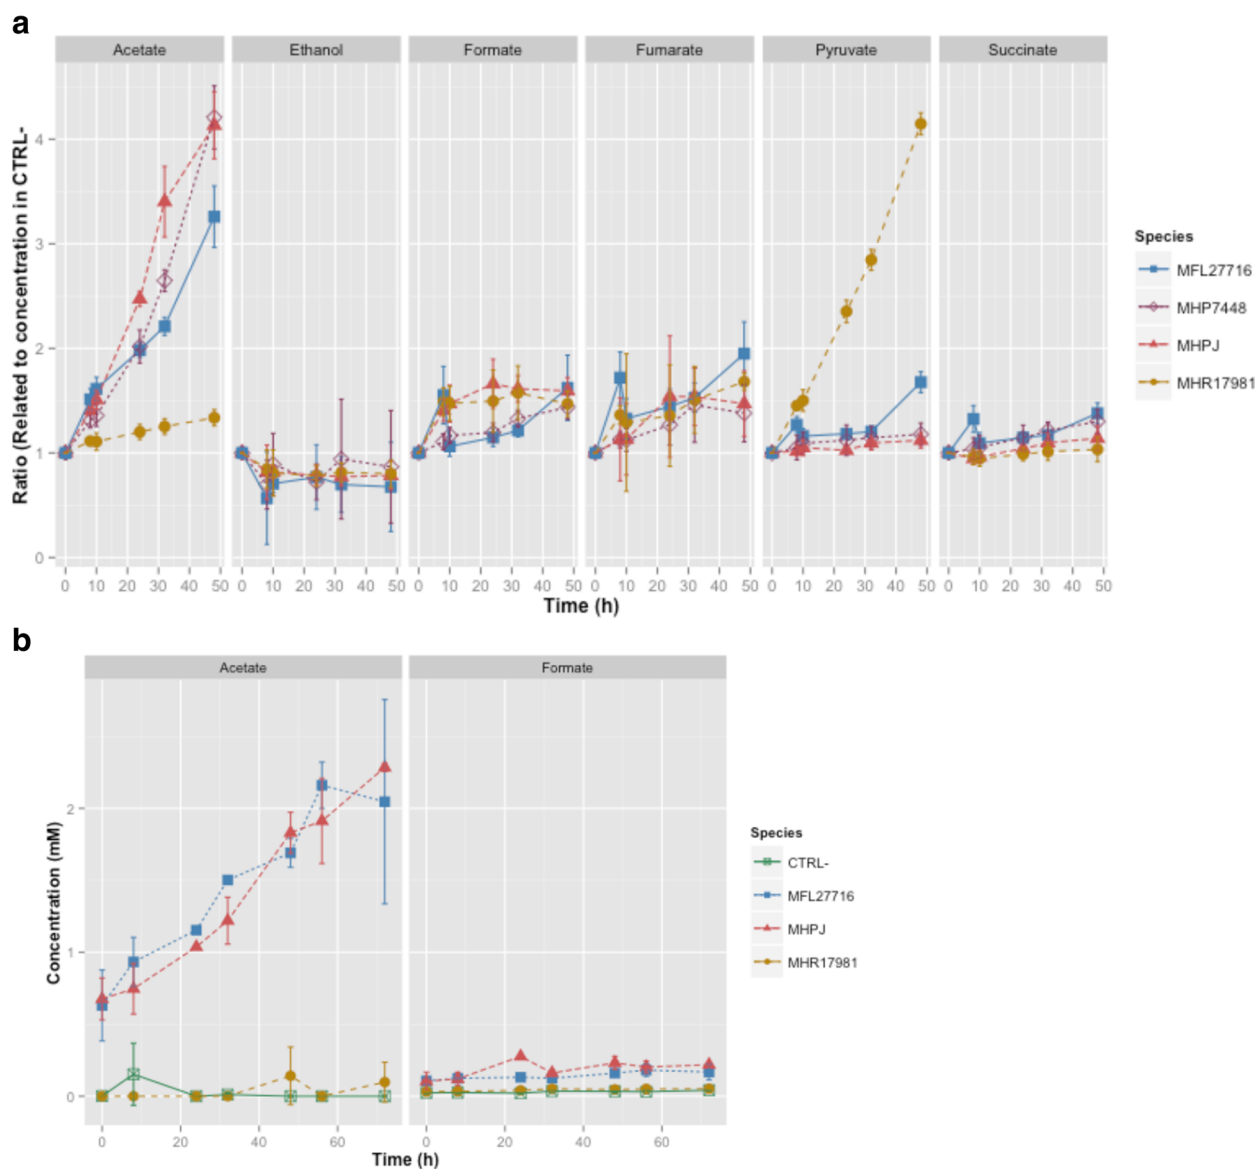 a
Acetate Ethanol Formate Fumarate Pyruvate Succinate
Ratio (Related to concentration in CTRL-
4
3
2
1
0
0 10 20 30 40 50 0 10 20 30 40 50 0 10 20 30 40 50 0 10 20 30 40 50 0 10 20 30 40 50 0 10 20 30 40 50
Time (h)
Species
MFL27716
MHP7448
MHPJ
MHR17981
b
Acetate Formate
Concentration (mM)
2
1
0
0 20 40 60 0 20 40 60
Time (h)
Species
CTRL-
MFL27716
MHPJ
MHR17981